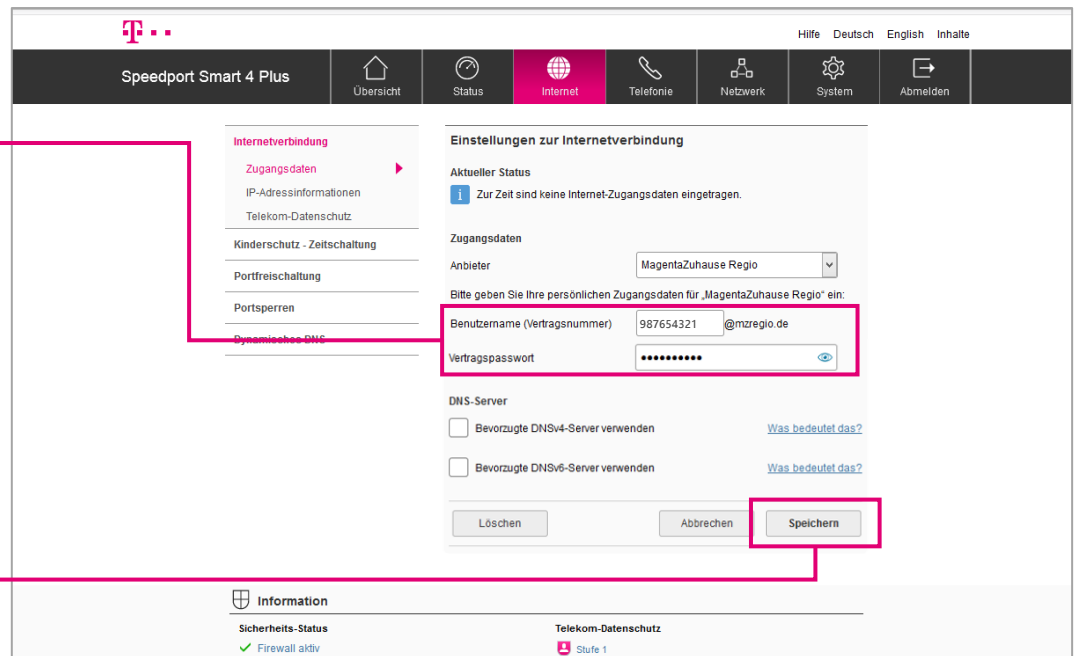 T
Hilfe Deutsch English Inhalte
Speedport Smart 4 Plus
Übersicht
Status
Internet
Telefonie
Netzwerk
System
Abmelden
Internetverbindung
Zugangsdaten
IP-Adressinformationen
Telekom-Datenschutz
Kinderschutz - Zeitschaltung
Portfreischaltung
Portsperren
Dynamisches DNS
Einstellungen zur Internetverbindung
Aktueller Status
i Zur Zeit sind keine Internet-Zugangsdaten eingetragen.
Zugangsdaten
Anbieter MagentaZuhause Regio
Bitte geben Sie Ihre persönlichen Zugangsdaten für „MagentaZuhause Regio“ ein:
Benutzername (Vertragsnummer) 987654321 @mzregio.de
Vertragspasswort ••••••••••
DNS-Server
Bevorzugte DNSv4-Server verwenden Was bedeutet das?
Bevorzugte DNSv6-Server verwenden Was bedeutet das?
Löschen Abbrechen Speichern
Information
Sicherheits-Status
Firewall aktiv
Telekom-Datenschutz
Stufe 1